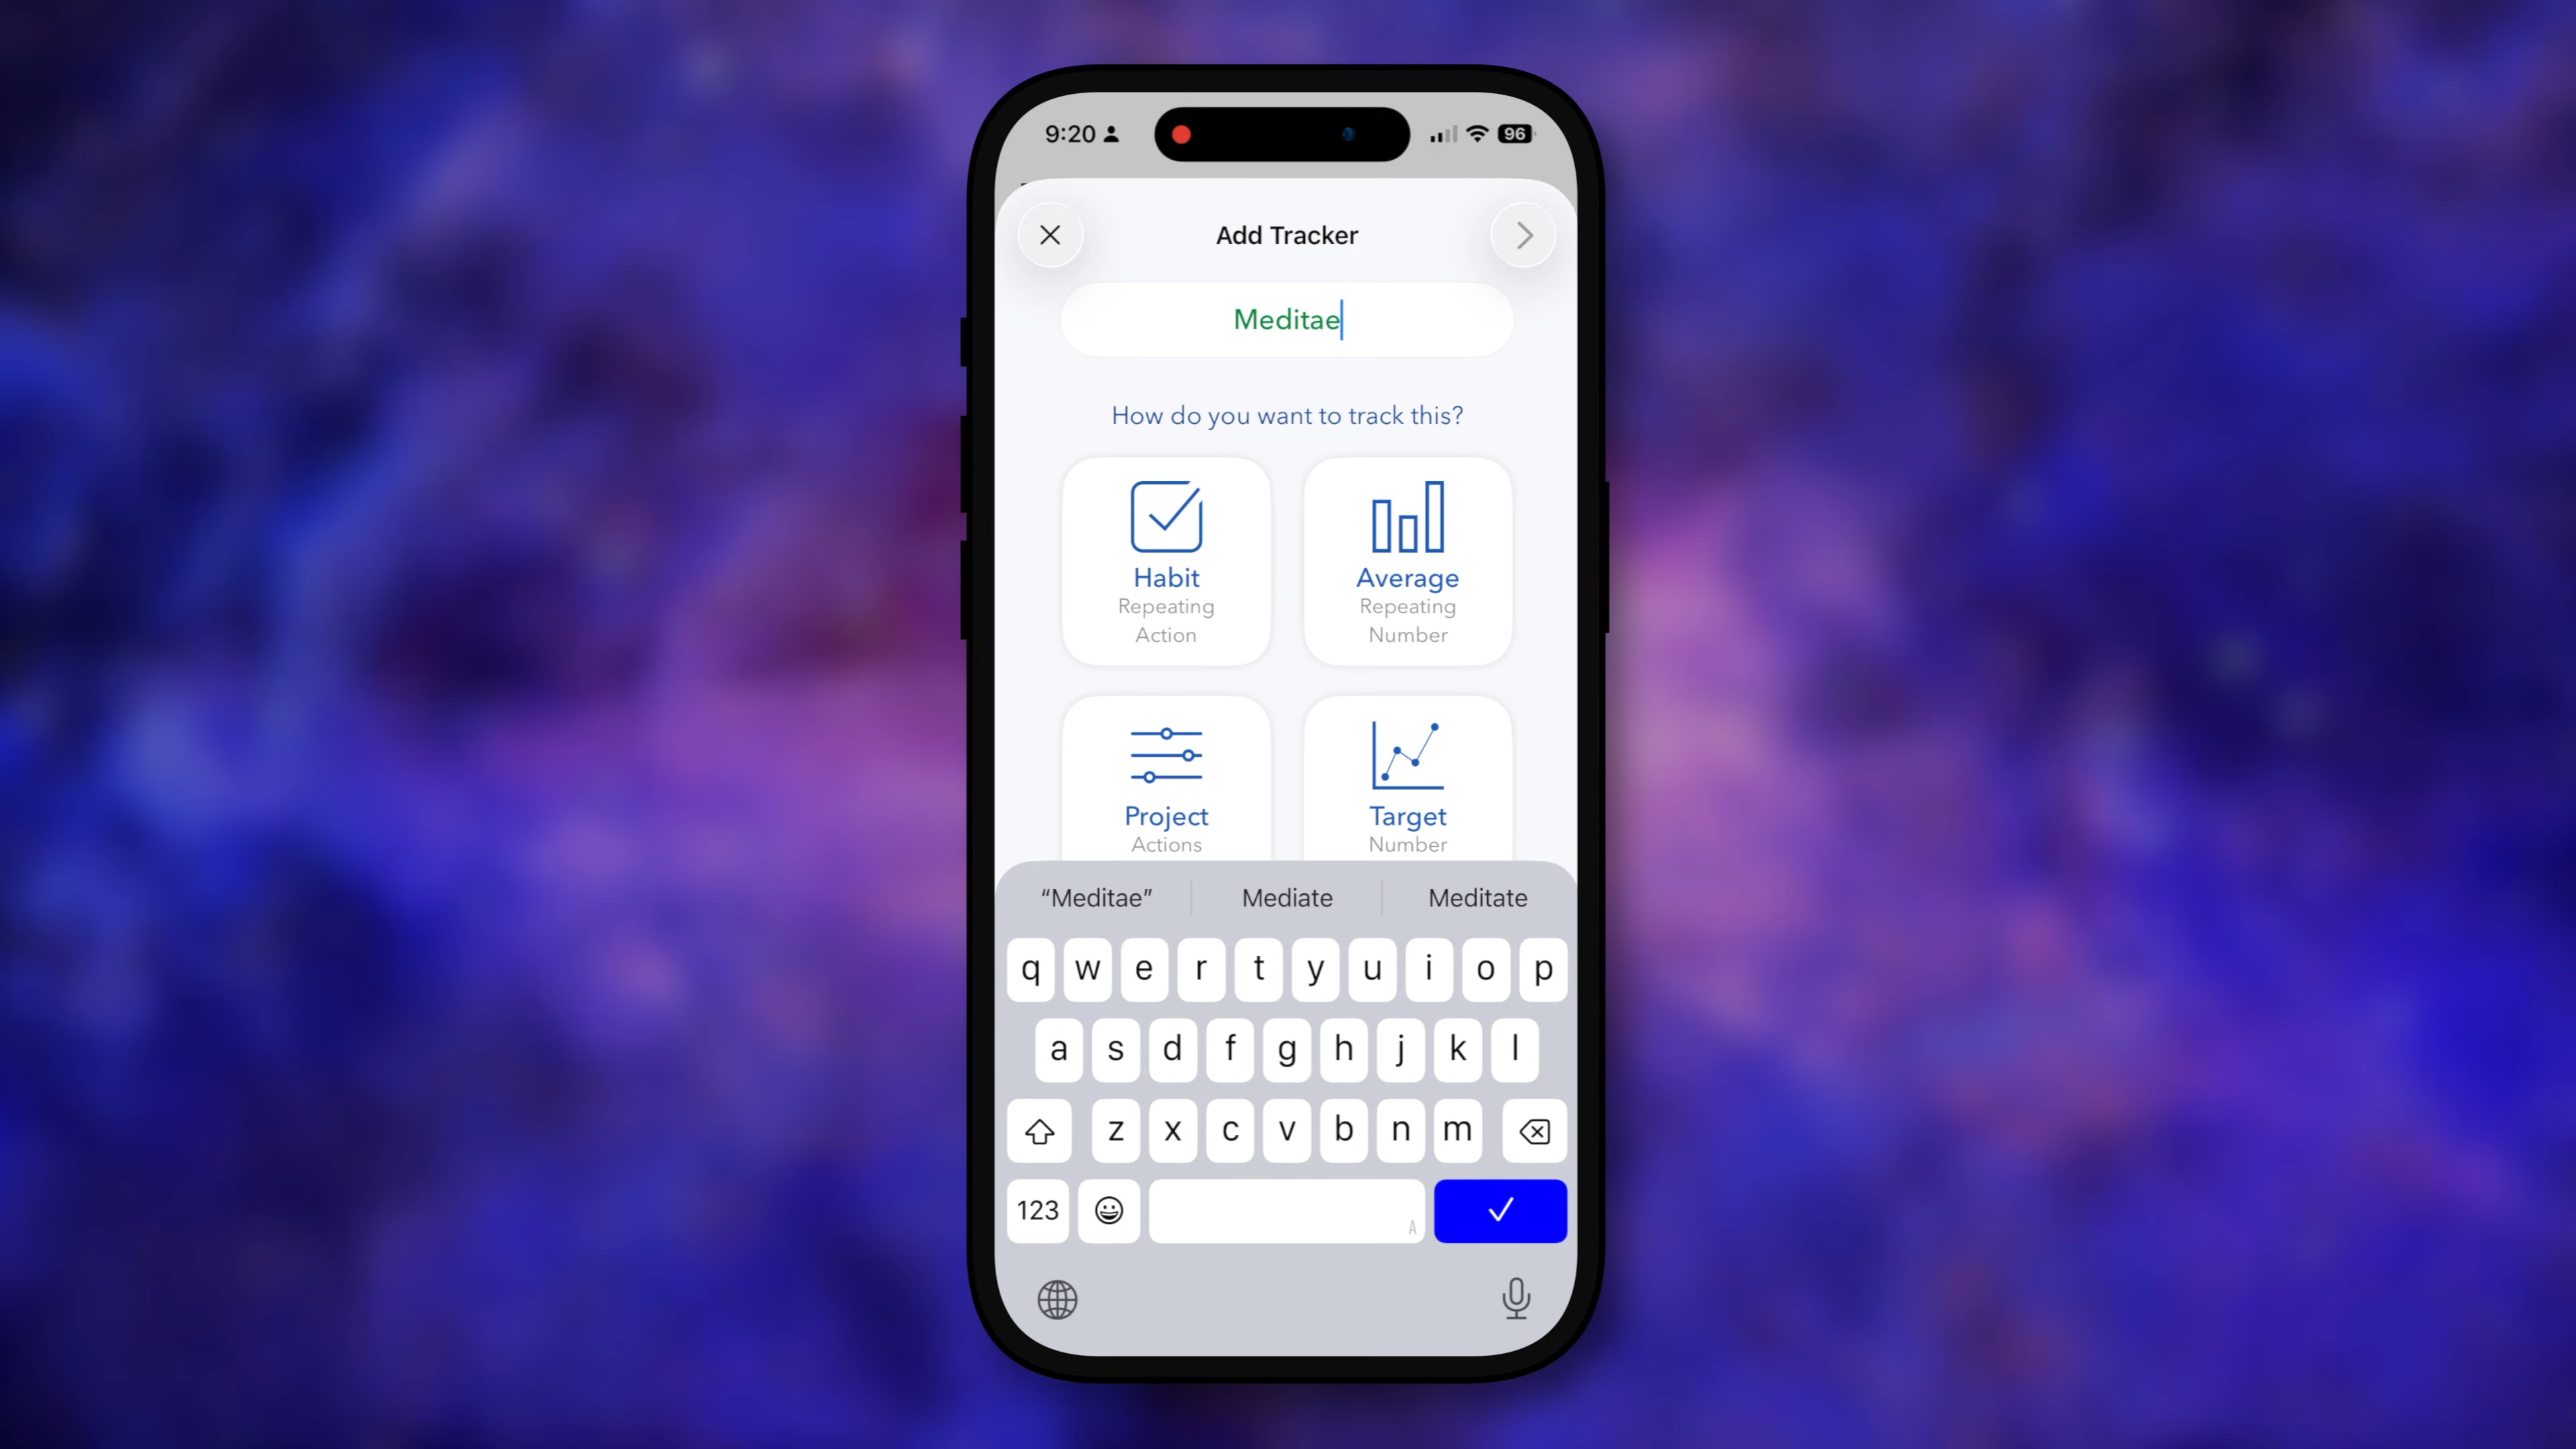 9:20
96
Add Tracker
Meditae
How do you want to track this?
Habit
Repeating
Action
Average
Repeating
Number
Project
Actions
Target
Number
“Meditae” Mediate Meditate
q w e r t y u i o p
a s d f g h j k l
z x c v b n m
123
A